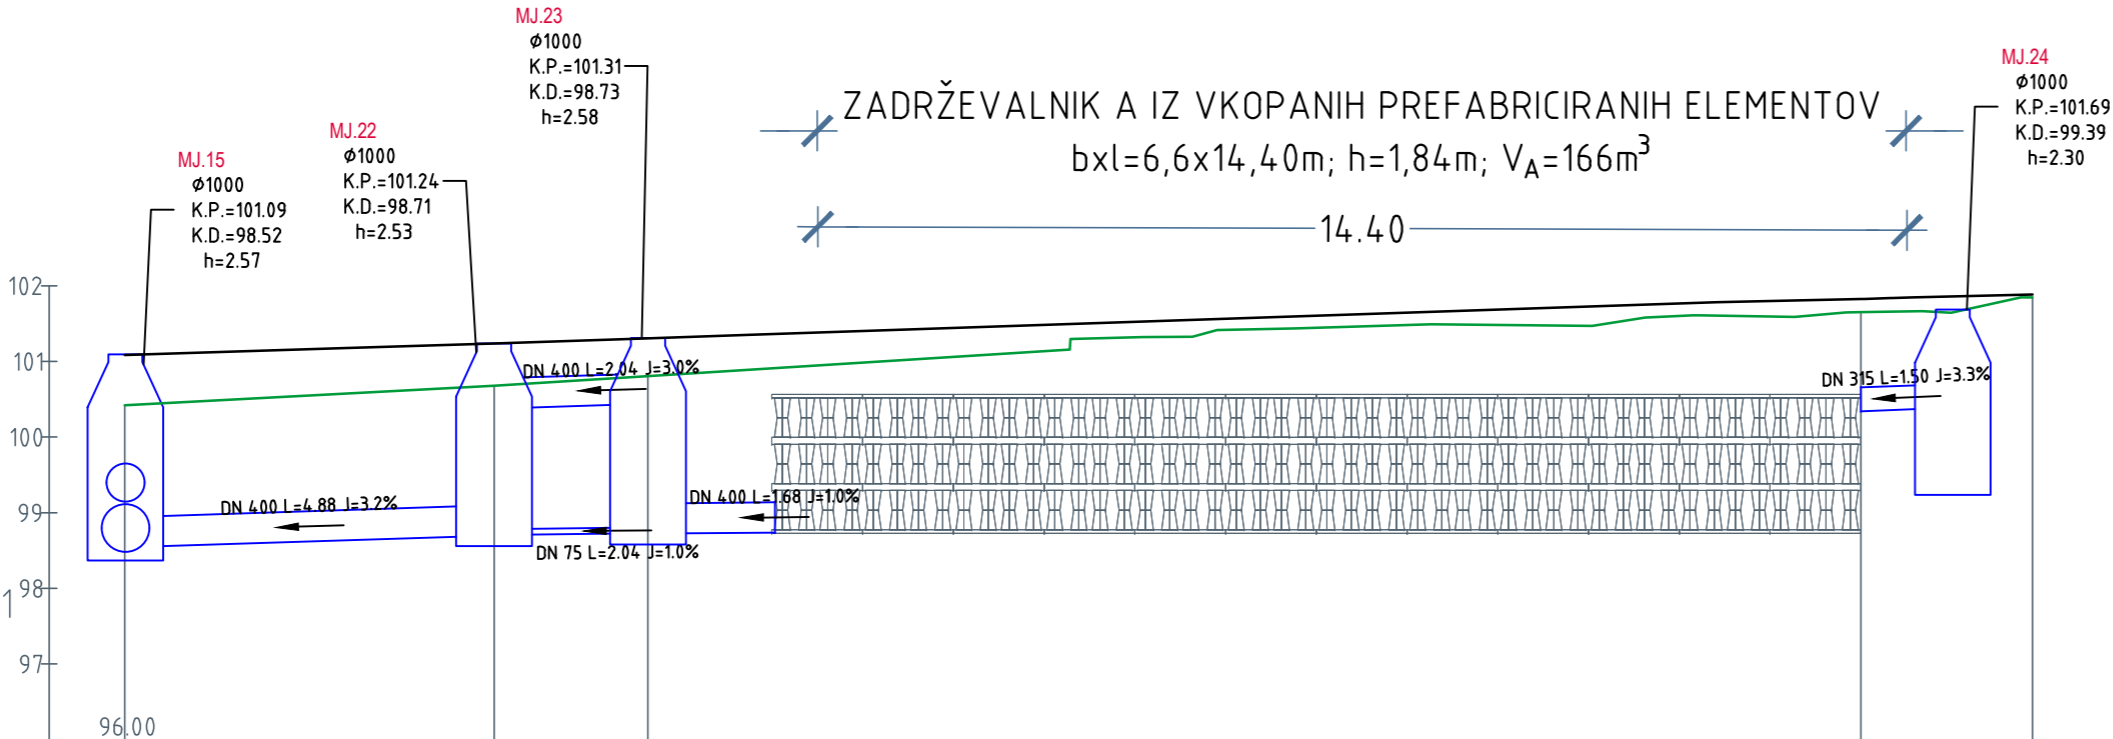 MJ.23
Ø1000
K.P.=101.31
K.D.=98.73
h=2.58
MJ.24
Ø1000
K.P.=101.69
K.D.=99.39
h=2.30
ZADRŽEVALNIK A IZ VKOPANIH PREFABRICIRANIH ELEMENTOV
bxl=6,6x14,40m; h=1,84m; V_A=166m³
MJ.22
Ø1000
K.P.=101.24
K.D.=98.71
h=2.53
MJ.15
Ø1000
K.P.=101.09
K.D.=98.52
h=2.57
14.40
102
101
DN 400 L=2.04 J=3.0%
DN 315 L=1.50 J=3.3%
100
DN 400 L=4.88 J=3.2%
DN 400 L=1.68 J=1.0%
99
DN 75 L=2.04 J=1.0%
98
1
97
96.00